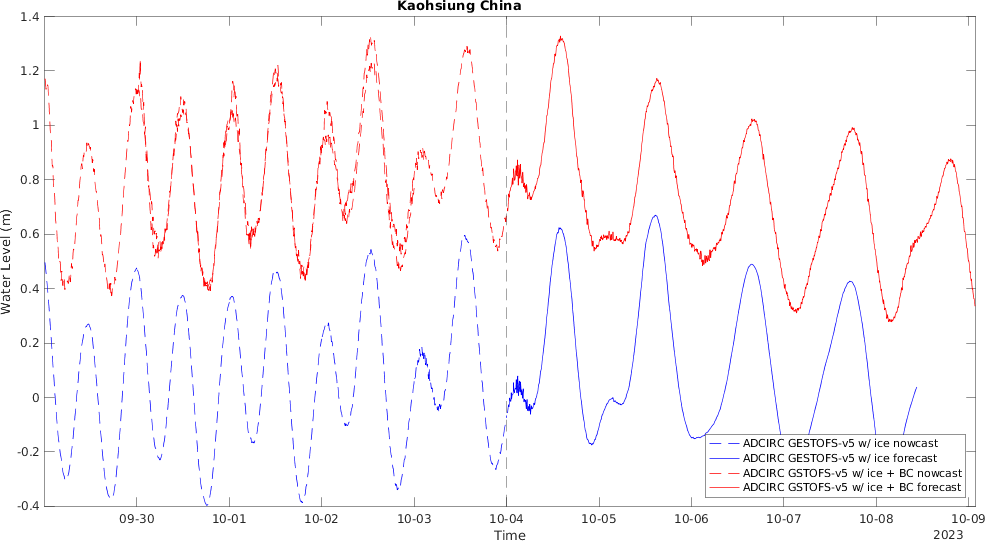 Kaohsiung China
Water Level (m)
1.4
1.2
1
0.8
0.6
0.4
0.2
0
-0.2
-0.4
ADCIRC GESTOFS-v5 w/ ice nowcast
ADCIRC GESTOFS-v5 w/ ice forecast
ADCIRC GSTOFS-v5 w/ ice + BC nowcast
ADCIRC GSTOFS-v5 w/ ice + BC forecast
09-30 10-01 10-02 10-03 10-04 10-05 10-06 10-07 10-08 10-09
Time
2023